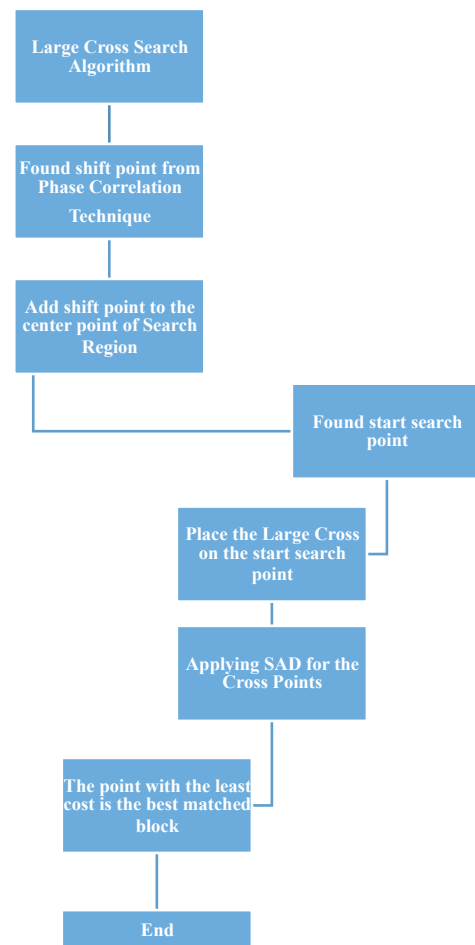 Large Cross Search
Algorithm
Found shift point from
Phase Correlation
Technique
Add shift point to the
center point of Search
Region
Found start search
point
Place the Large Cross
on the start search
point
Applying SAD for the
Cross Points
The point with the least
cost is the best matched
block
End